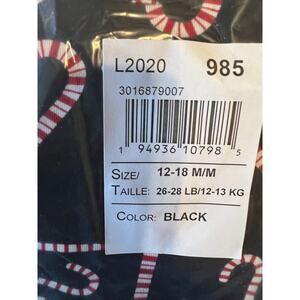 L2020 985
3016879007
1 94936 10798 5
SIZE/ 12-18 M/M
TAILLE: 26-28 LB/12-13 KG
COLOR: BLACK